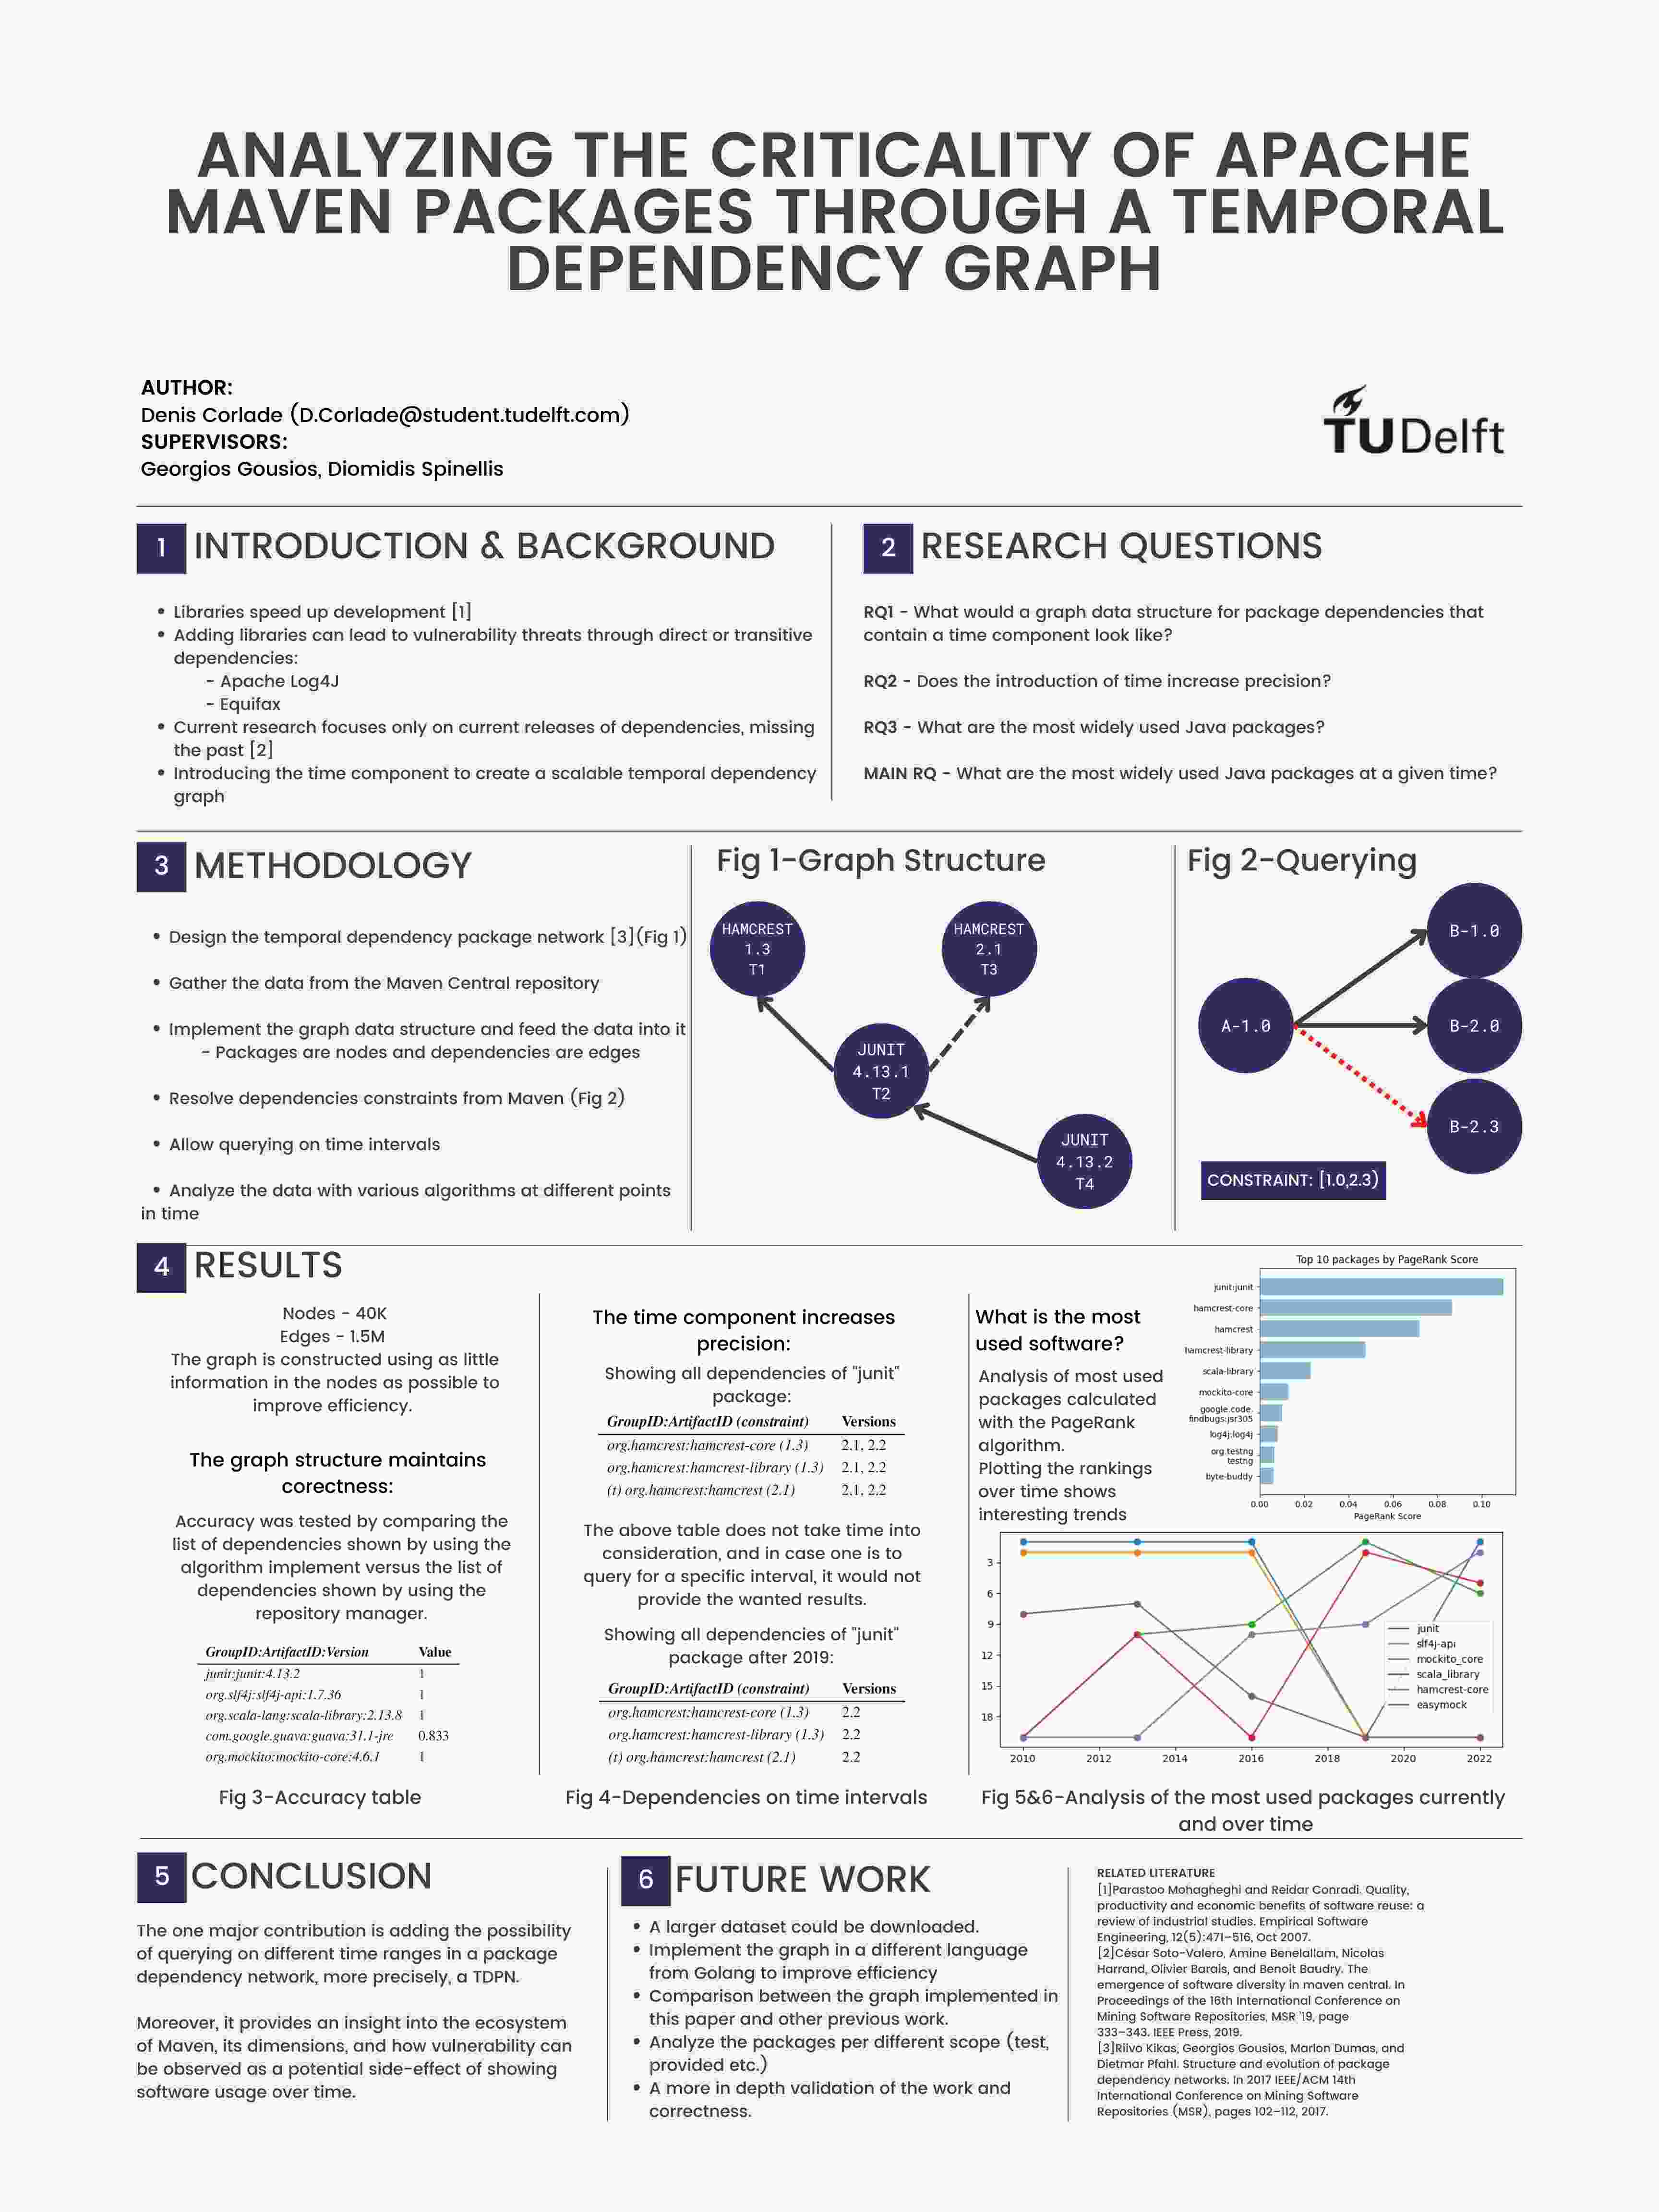 ANALYZING THE CRITICALITY OF APACHE
MAVEN PACKAGES THROUGH A TEMPORAL
DEPENDENCY GRAPH
AUTHOR:
Denis Corlade (D.Corlade@student.tudelft.com)
SUPERVISORS:
Georgios Gousios, Diomidis Spinellis
TUDelft
1 INTRODUCTION & BACKGROUND
• Libraries speed up development [1]
• Adding libraries can lead to vulnerability threats through direct or transitive
dependencies:
- Apache Log4J
- Equifax
• Current research focuses only on current releases of dependencies, missing
the past [2]
• Introducing the time component to create a scalable temporal dependency
graph
2 RESEARCH QUESTIONS
RQ1 - What would a graph data structure for package dependencies that
contain a time component look like?
RQ2 - Does the introduction of time increase precision?
RQ3 - What are the most widely used Java packages?
MAIN RQ - What are the most widely used Java packages at a given time?
3 METHODOLOGY
• Design the temporal dependency package network [3](Fig 1)
• Gather the data from the Maven Central repository
• Implement the graph data structure and feed the data into it
- Packages are nodes and dependencies are edges
• Resolve dependencies constraints from Maven (Fig 2)
• Allow querying on time intervals
• Analyze the data with various algorithms at different points
in time
Fig 1-Graph Structure
HAMCREST
1.3
T1
HAMCREST
2.1
T3
JUNIT
4.13.1
T2
JUNIT
4.13.2
T4
Fig 2-Querying
B-1.0
A-1.0
B-2.0
B-2.3
CONSTRAINT: [1.0,2.3)
4 RESULTS
Nodes - 40K
Edges - 1.5M
The graph is constructed using as little
information in the nodes as possible to
improve efficiency.
The graph structure maintains
corectness:
Accuracy was tested by comparing the
list of dependencies shown by using the
algorithm implement versus the list of
dependencies shown by using the
repository manager.
GroupID:ArtifactID:Version Value
junit:junit:4.13.2 1
org.slf4j:slf4j-api:1.7.36 1
org.scala-lang:scala-library:2.13.8 1
com.google.guava:guava:31.1-jre 0.833
org.mockito:mockito-core:4.6.1 1
Fig 3-Accuracy table
The time component increases
precision:
Showing all dependencies of "junit"
package:
GroupID:ArtifactID (constraint) Versions
org.hamcrest:hamcrest-core (1.3) 2.1, 2.2
org.hamcrest:hamcrest-library (1.3) 2.1, 2.2
(t) org.hamcrest:hamcrest (2.1) 2.1, 2.2
The above table does not take time into
consideration, and in case one is to
query for a specific interval, it would not
provide the wanted results.
Showing all dependencies of "junit"
package after 2019:
GroupID:ArtifactID (constraint) Versions
org.hamcrest:hamcrest-core (1.3) 2.2
org.hamcrest:hamcrest-library (1.3) 2.2
(t) org.hamcrest:hamcrest (2.1) 2.2
Fig 4-Dependencies on time intervals
What is the most
used software?
Analysis of most used
packages calculated
with the PageRank
algorithm.
Plotting the rankings
over time shows
interesting trends
Top 10 packages by PageRank Score
junit:junit
hamcrest-core
hamcrest
hamcrest-library
scala-library
mockito-core
google.code.
findbugs:jsr305
log4j:log4j
org.testng
testng
byte-buddy
0.00 0.02 0.04 0.06 0.08 0.10
PageRank Score
3
6
9
12
15
18
junit
slf4j-api
mockito_core
scala_library
hamcrest-core
easymock
2010 2012 2014 2016 2018 2020 2022
Fig 5&6-Analysis of the most used packages currently
and over time
5 CONCLUSION
The one major contribution is adding the possibility
of querying on different time ranges in a package
dependency network, more precisely, a TDPN.
Moreover, it provides an insight into the ecosystem
of Maven, its dimensions, and how vulnerability can
be observed as a potential side-effect of showing
software usage over time.
6 FUTURE WORK
• A larger dataset could be downloaded.
• Implement the graph in a different language
from Golang to improve efficiency
• Comparison between the graph implemented in
this paper and other previous work.
• Analyze the packages per different scope (test,
provided etc.)
• A more in depth validation of the work and
correctness.
RELATED LITERATURE
[1]Parastoo Mohagheghi and Reidar Conradi. Quality,
productivity and economic benefits of software reuse: a
review of industrial studies. Empirical Software
Engineering, 12(5):471–516, Oct 2007.
[2]César Soto-Valero, Amine Benelallam, Nicolas
Harrand, Olivier Barais, and Benoit Baudry. The
emergence of software diversity in maven central. In
Proceedings of the 16th International Conference on
Mining Software Repositories, MSR '19, page
333–343. IEEE Press, 2019.
[3]Riivo Kikas, Georgios Gousios, Marlon Dumas, and
Dietmar Pfahl. Structure and evolution of package
dependency networks. In 2017 IEEE/ACM 14th
International Conference on Mining Software
Repositories (MSR), pages 102–112, 2017.